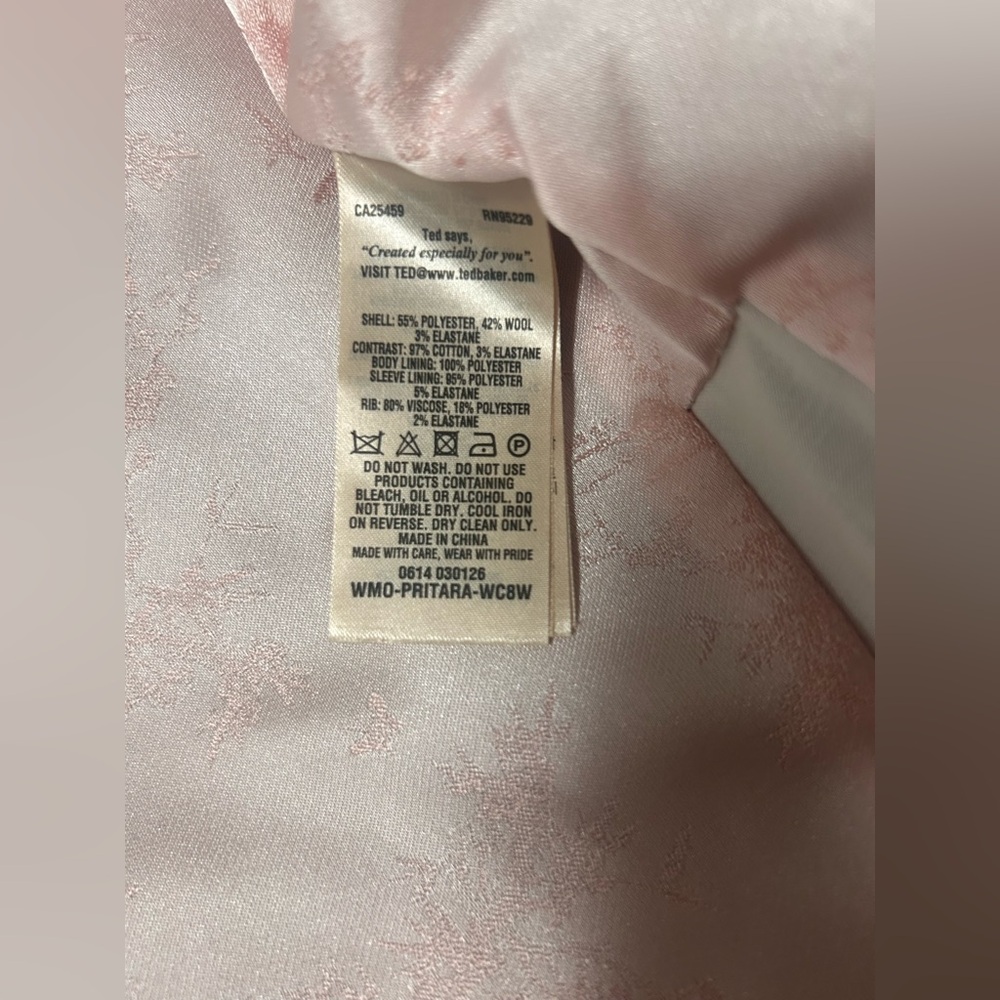 CA25459 RN95229
Ted says,
“Created especially for you”.
VISIT TED@www.tedbaker.com
SHELL: 55% POLYESTER, 42% WOOL
3% ELASTANE
CONTRAST: 97% COTTON, 3% ELASTANE
BODY LINING: 100% POLYESTER
SLEEVE LINING: 95% POLYESTER
5% ELASTANE
RIB: 80% VISCOSE, 18% POLYESTER
2% ELASTANE
P
DO NOT WASH. DO NOT USE
PRODUCTS CONTAINING
BLEACH, OIL OR ALCOHOL. DO
NOT TUMBLE DRY. COOL IRON
ON REVERSE. DRY CLEAN ONLY.
MADE IN CHINA
MADE WITH CARE, WEAR WITH PRIDE
0614 030126
WMO-PRITARA-WC8W